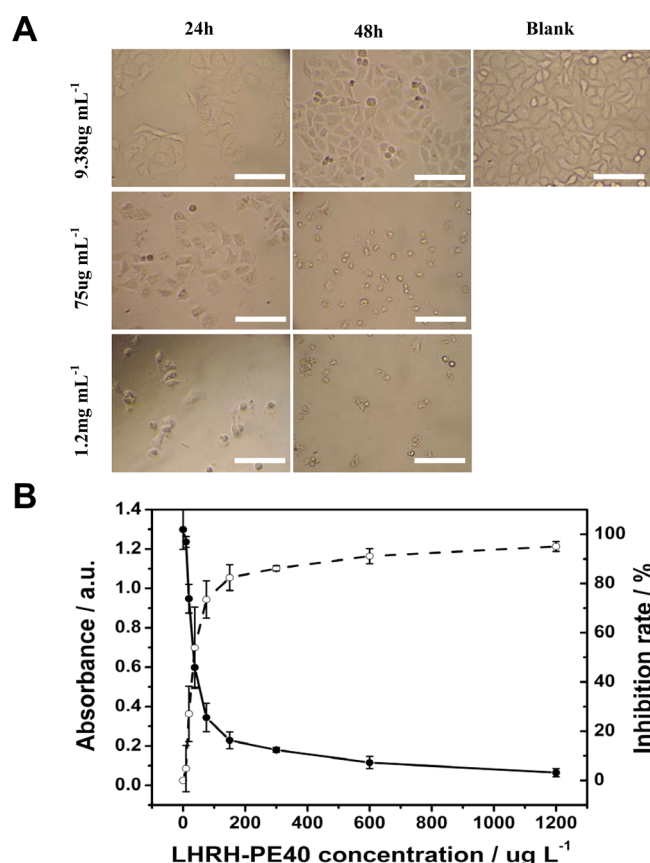 A
24h 48h Blank
9.38ug mL⁻¹
75ug mL⁻¹
1.2mg mL⁻¹
B
Absorbance / a.u.
1.4
1.2
1.0
0.8
0.6
0.4
0.2
0.0
100
80
60
40
20
0
Inhibition rate / %
0 200 400 600 800 1000 1200
LHRH-PE40 concentration / ug L⁻¹